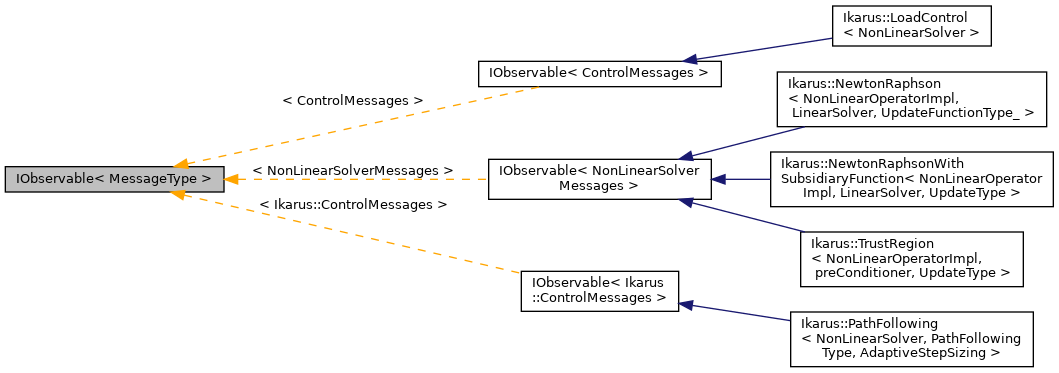 Ikarus::LoadControl
< NonLinearSolver >
IObservable< ControlMessages >
Ikarus::NewtonRaphson
< NonLinearOperatorImpl,
LinearSolver, UpdateFunctionType_ >
< ControlMessages >
IObservable< MessageType >
< NonLinearSolverMessages >
IObservable< NonLinearSolver
Messages >
Ikarus::NewtonRaphsonWith
SubsidiaryFunction< NonLinearOperator
Impl, LinearSolver, UpdateType >
< Ikarus::ControlMessages >
Ikarus::TrustRegion
< NonLinearOperatorImpl,
preConditioner, UpdateType >
IObservable< Ikarus
::ControlMessages >
Ikarus::PathFollowing
< NonLinearSolver, PathFollowing
Type, AdaptiveStepSizing >